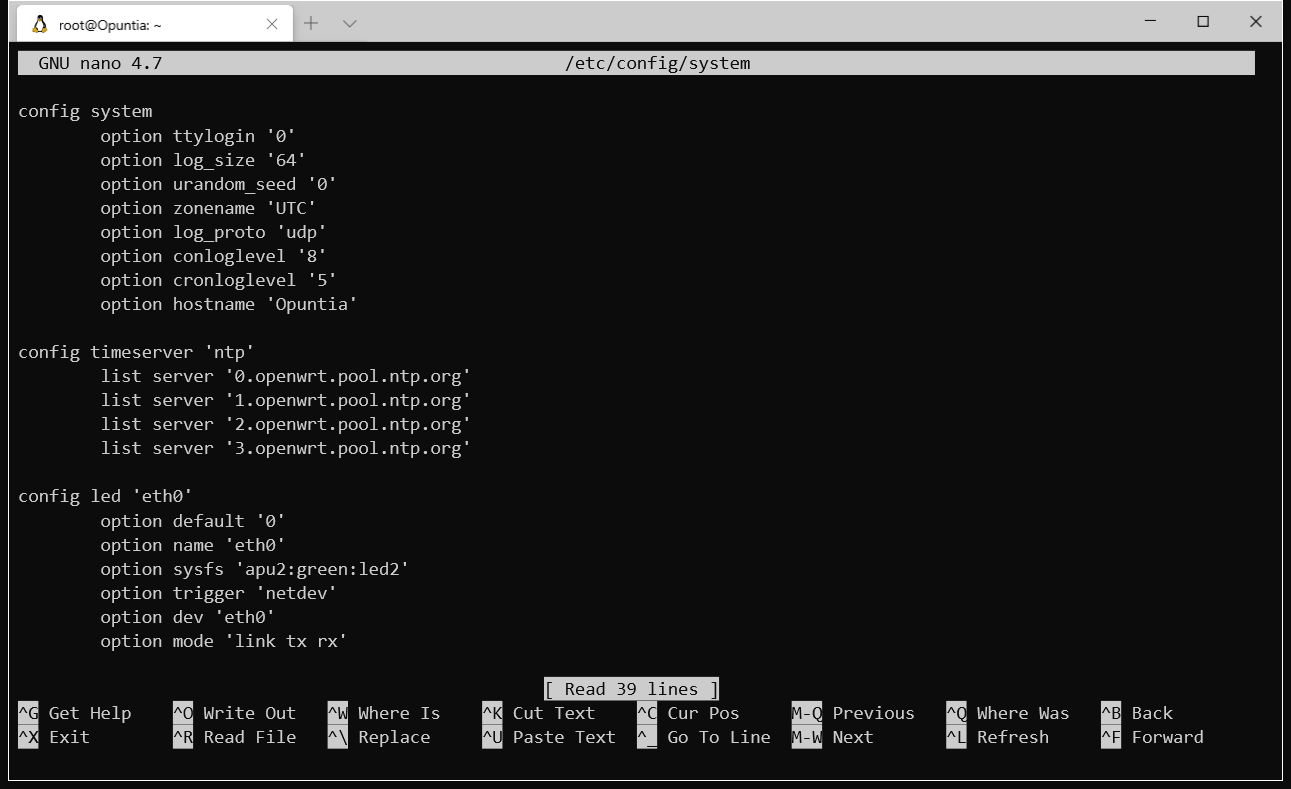 root@Opuntia: ~
GNU nano 4.7 /etc/config/system
config system
option ttylogin '0'
option log_size '64'
option urandom_seed '0'
option zonename 'UTC'
option log_proto 'udp'
option conloglevel '8'
option cronloglevel '5'
option hostname 'Opuntia'
config timeserver 'ntp'
list server '0.openwrt.pool.ntp.org'
list server '1.openwrt.pool.ntp.org'
list server '2.openwrt.pool.ntp.org'
list server '3.openwrt.pool.ntp.org'
config led 'eth0'
option default '0'
option name 'eth0'
option sysfs 'apu2:green:led2'
option trigger 'netdev'
option dev 'eth0'
option mode 'link tx rx'
[ Read 39 lines ]
^G Get Help ^O Write Out ^W Where Is ^K Cut Text ^C Cur Pos M-Q Previous ^Q Where Was ^B Back
^X Exit ^R Read File ^\ Replace ^U Paste Text ^_ Go To Line M-W Next ^L Refresh ^F Forward